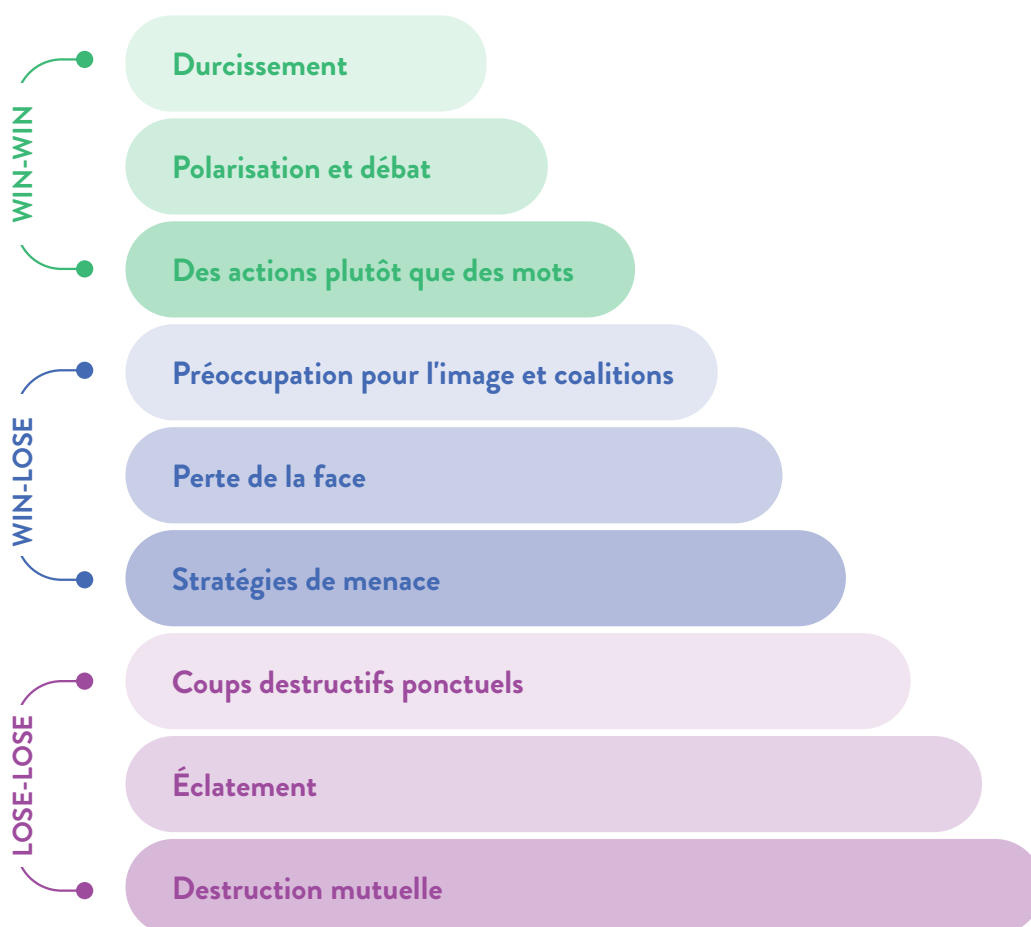 WIN-WIN
Durcissement
Polarisation et débat
Des actions plutôt que des mots
WIN-LOSE
Préoccupation pour l'image et coalitions
Perte de la face
Stratégies de menace
LOSE-LOSE
Coups destructifs ponctuels
Éclatement
Destruction mutuelle